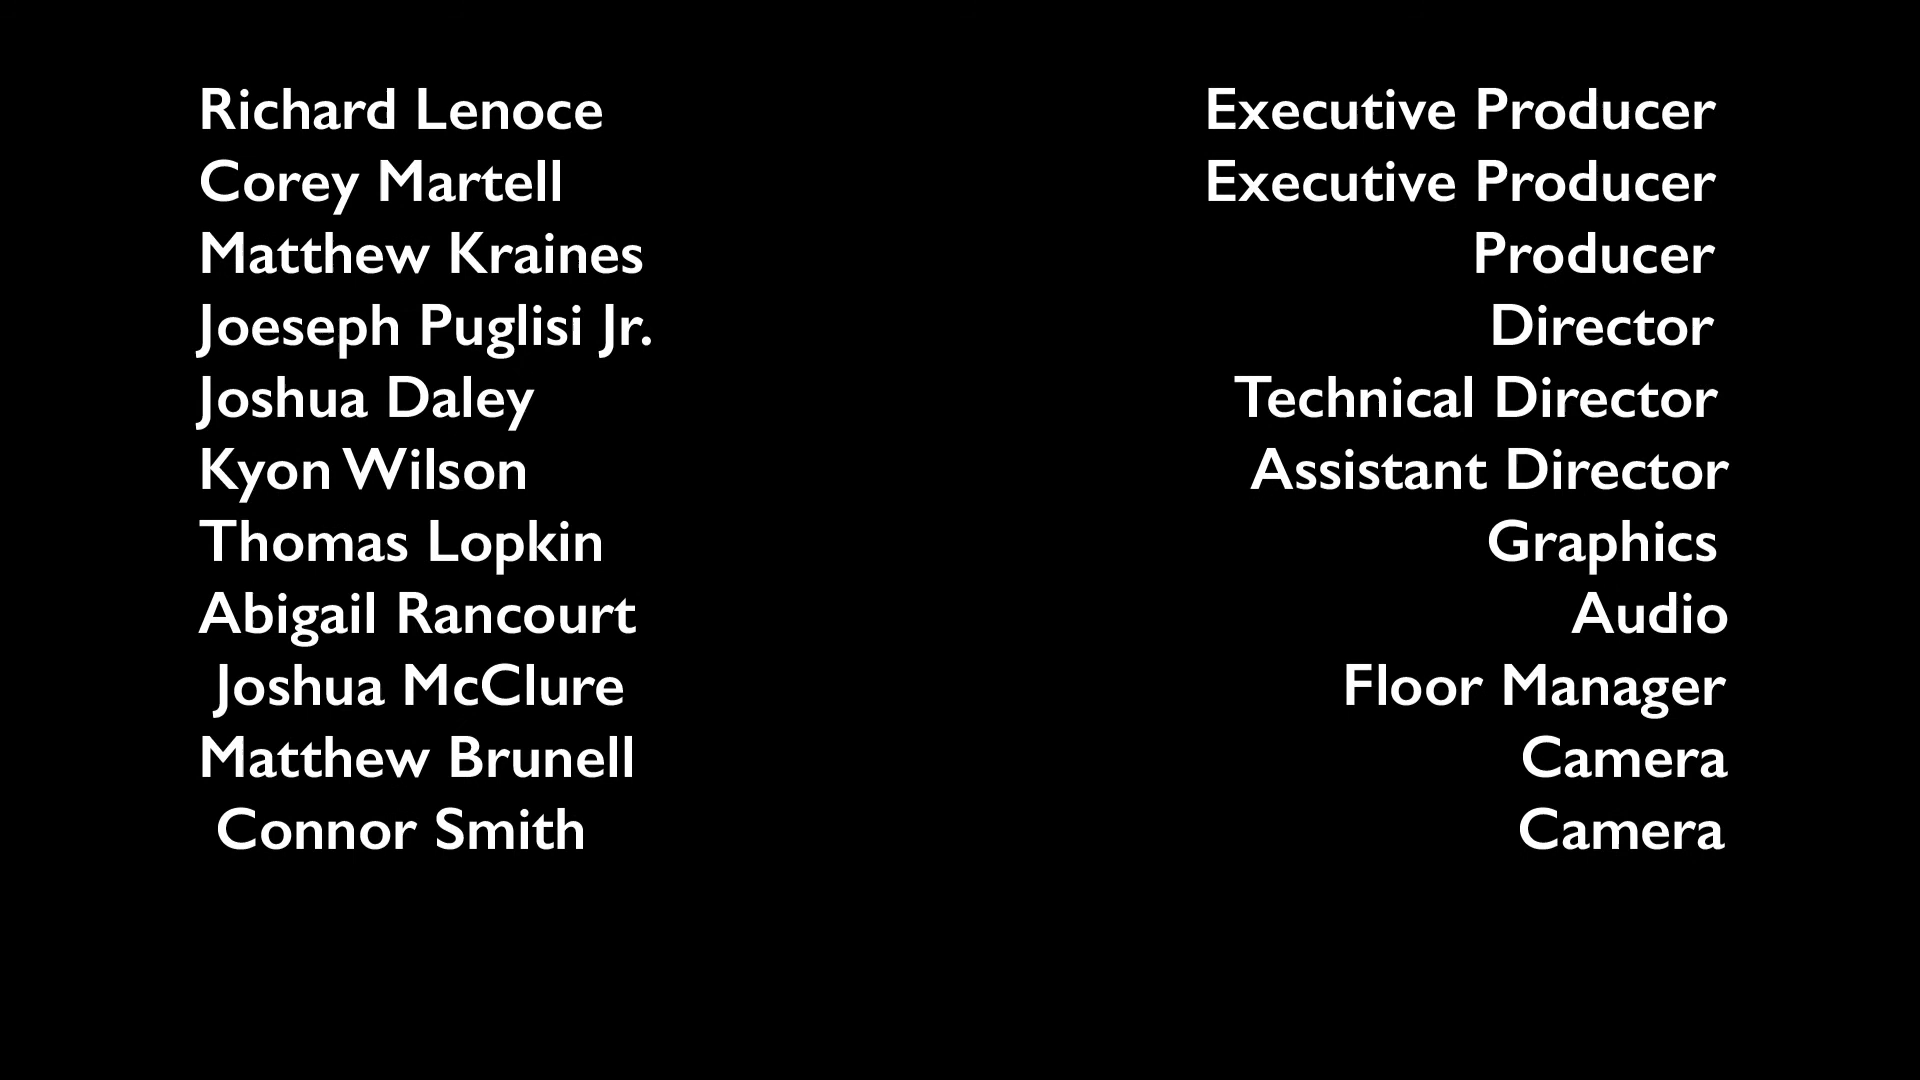 Richard Lenoce Executive Producer
Corey Martell Executive Producer
Matthew Kraines Producer
Joeseph Puglisi Jr. Director
Joshua Daley Technical Director
Kyon Wilson Assistant Director
Thomas Lopkin Graphics
Abigail Rancourt Audio
Joshua McClure Floor Manager
Matthew Brunell Camera
Connor Smith Camera